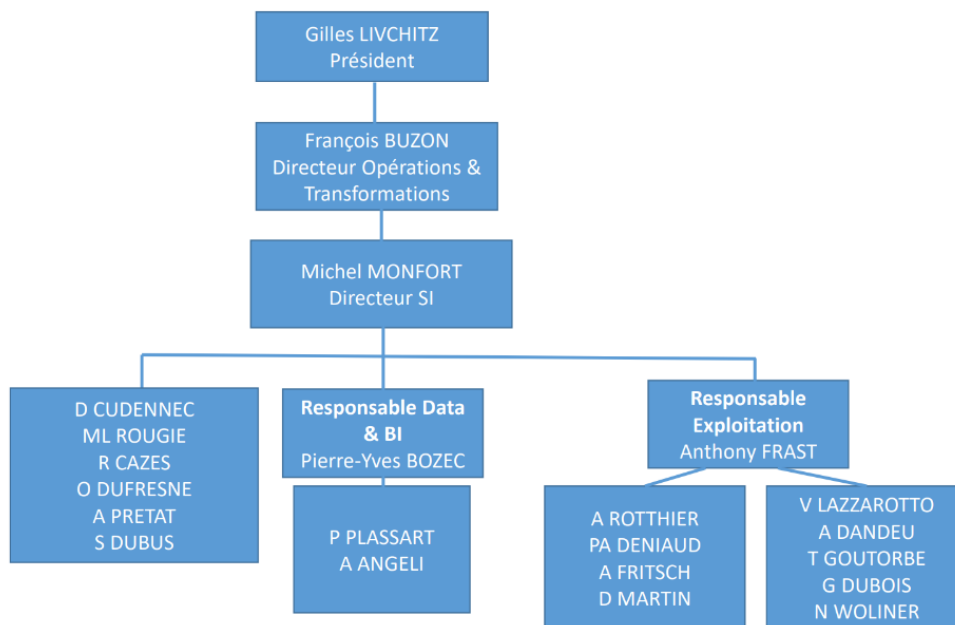 Gilles LIVCHITZ
Président
François BUZON
Directeur Opérations &
Transformations
Michel MONFORT
Directeur SI
D CUDENNEC
ML ROUGIE
R CAZES
O DUFRESNE
A PRETAT
S DUBUS
Responsable Data
& BI
Pierre-Yves BOZEC
P PLASSART
A ANGELI
Responsable
Exploitation
Anthony FRAST
A ROTTHIER
PA DENIAUD
A FRITSCH
D MARTIN
V LAZZAROTTO
A DANDEU
T GOUTORBE
G DUBOIS
N WOLINER